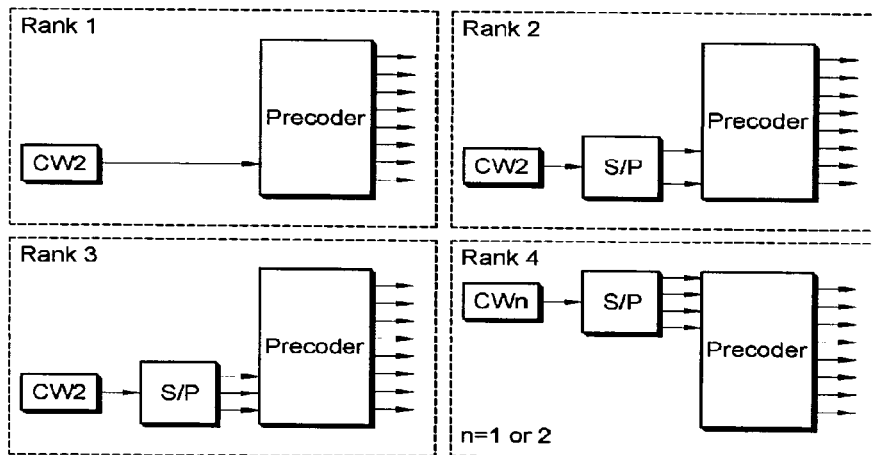 Rank 1
Precoder
CW2
Rank 2
Precoder
CW2
S/P
Rank 3
Precoder
CW2
S/P
Rank 4
CWn
S/P
Precoder
n=1 or 2